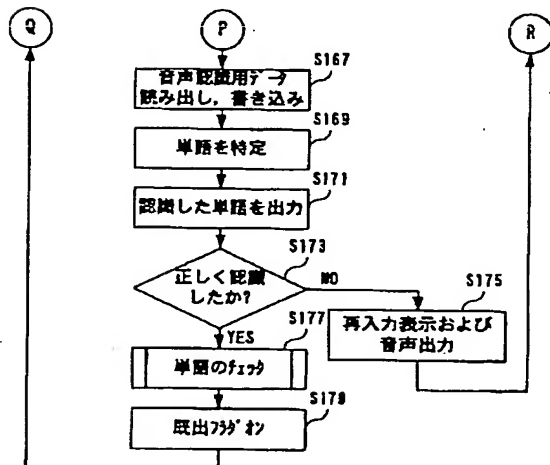 Q
P
R
S167
音声認識用データ
読み出し,書き込み
S169
単語を特定
S171
認識した単語を出力
S173
正しく認識
したか?
NO
S175
再入力表示および
音声出力
YES
S177
単語のチェック
S179
既出フラグオン